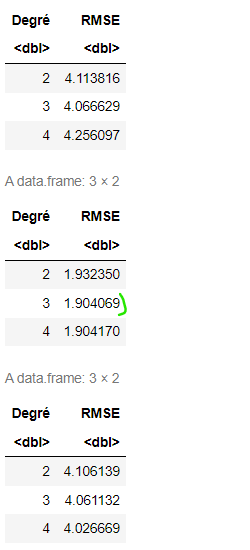 Degré RMSE
<dbl> <dbl>
2 4.113816
3 4.066629
4 4.256097
A data.frame: 3 × 2
Degré RMSE
<dbl> <dbl>
2 1.932350
3 1.904069
4 1.904170
A data.frame: 3 × 2
Degré RMSE
<dbl> <dbl>
2 4.106139
3 4.061132
4 4.026669